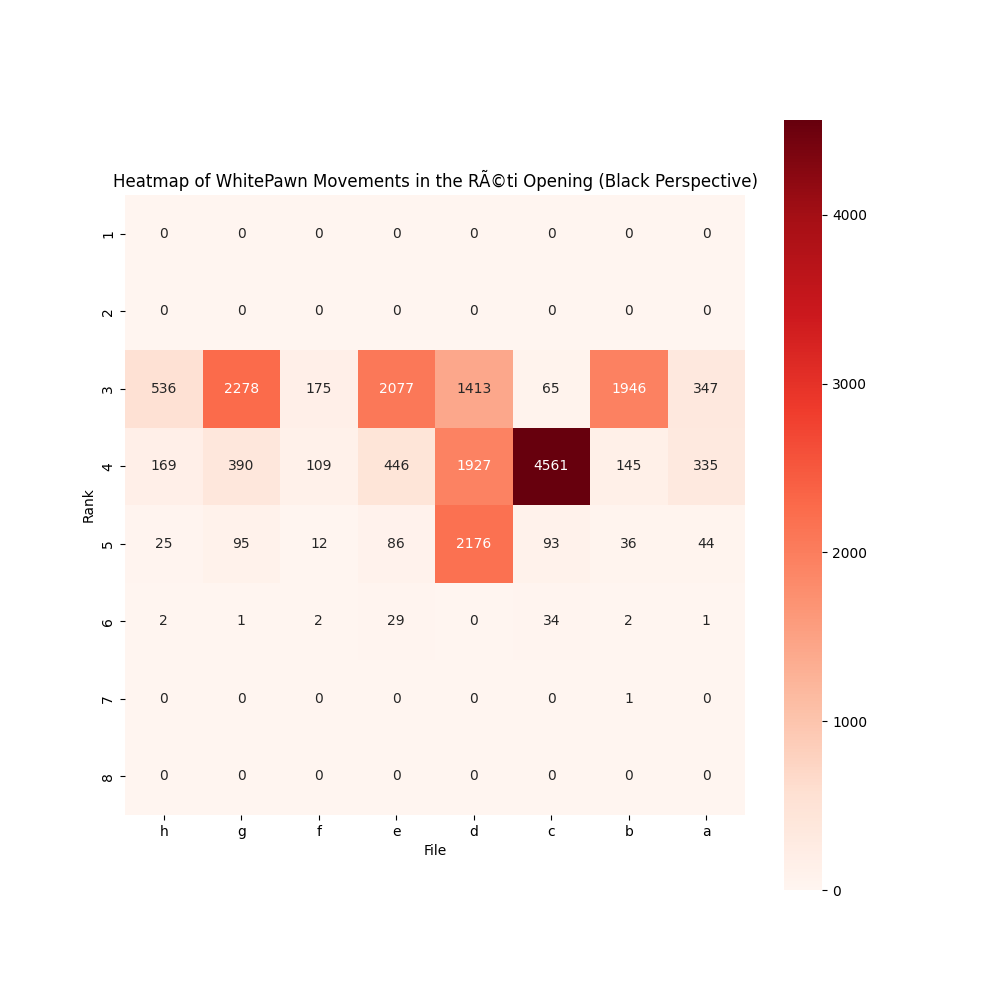 Heatmap of WhitePawn Movements in the RÃ©ti Opening (Black Perspective)
1 0 0 0 0 0 0 0 0
2 0 0 0 0 0 0 0 0
3 536 2278 175 2077 1413 65 1946 347
4 169 390 109 446 1927 4561 145 335
5 25 95 12 86 2176 93 36 44
6 2 1 2 29 0 34 2 1
7 0 0 0 0 0 0 1 0
8 0 0 0 0 0 0 0 0
h g f e d c b a
File
Rank
4000
3000
2000
1000
0